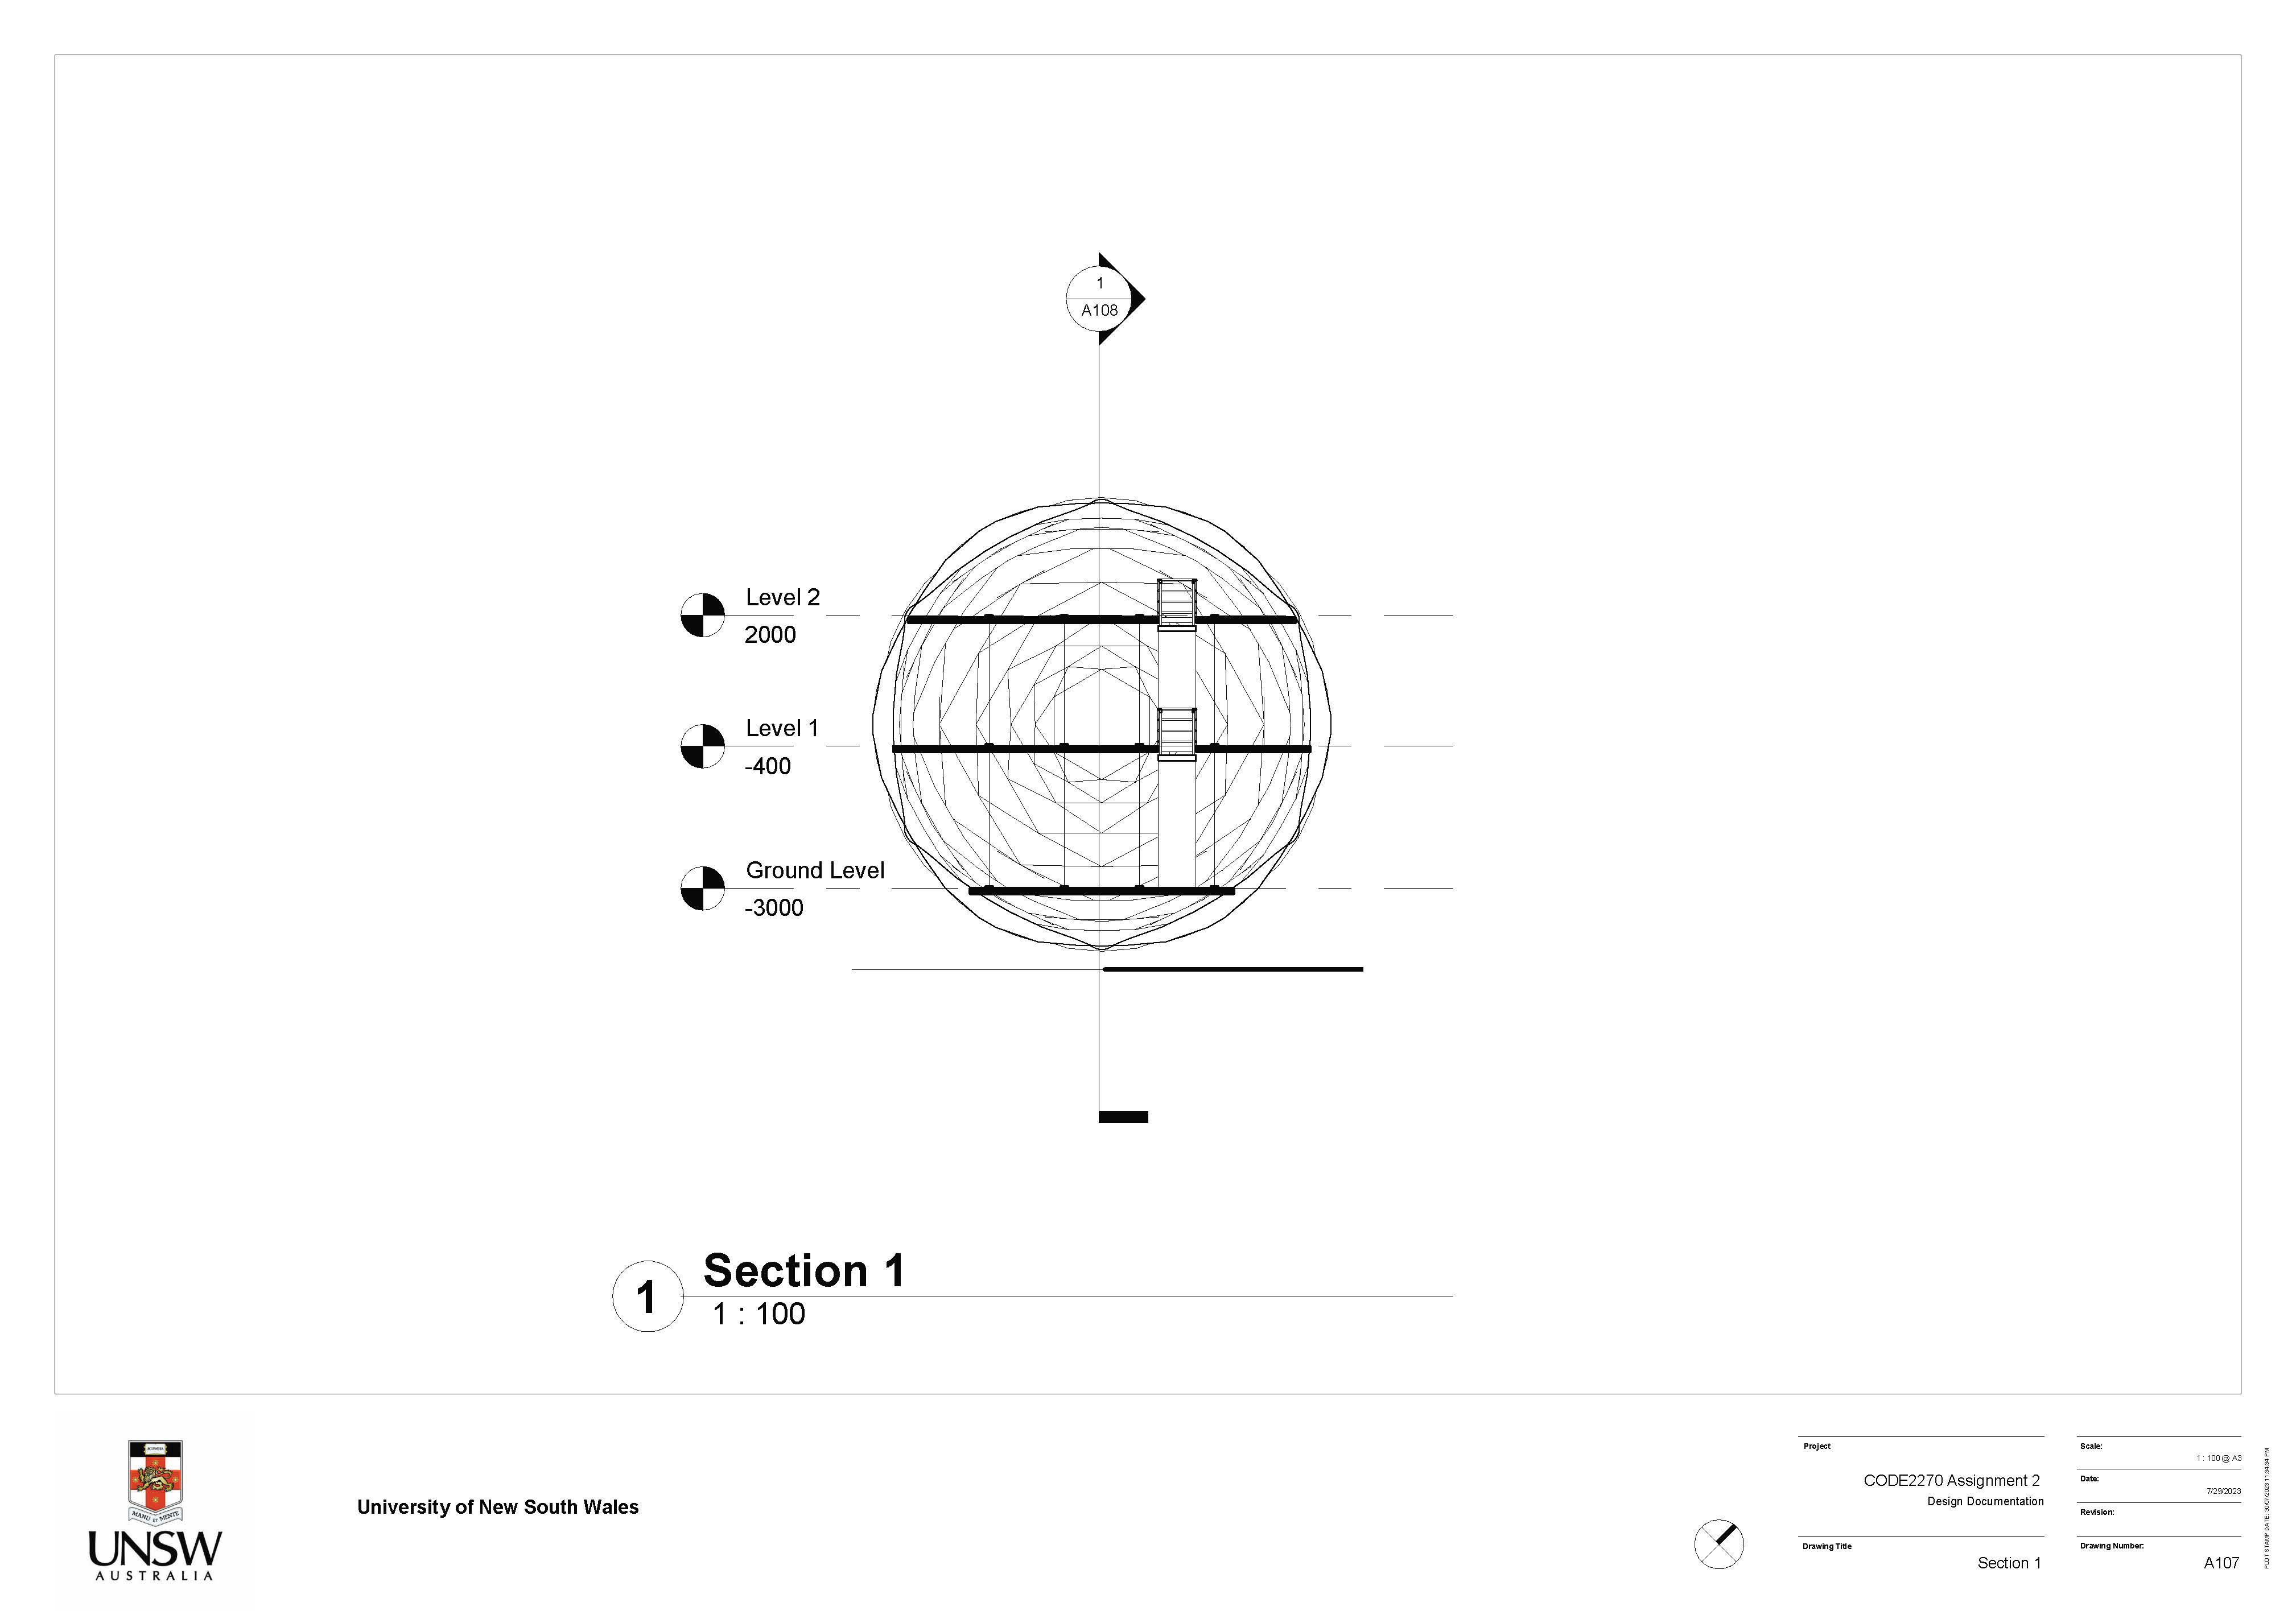 1
A108
Level 2
2000
Level 1
-400
Ground Level
-3000
1
Section 1
1 : 100
MANU ET MENTE
UNSW
AUSTRALIA
University of New South Wales
Project
CODE2270 Assignment 2
Design Documentation
Drawing Title
Section 1
Scale:
1 : 100 @ A3
Date:
7/29/2023
Revision:
Drawing Number:
A107
PLOT STAMP DATE: 30/07/2023 11:34:34 PM